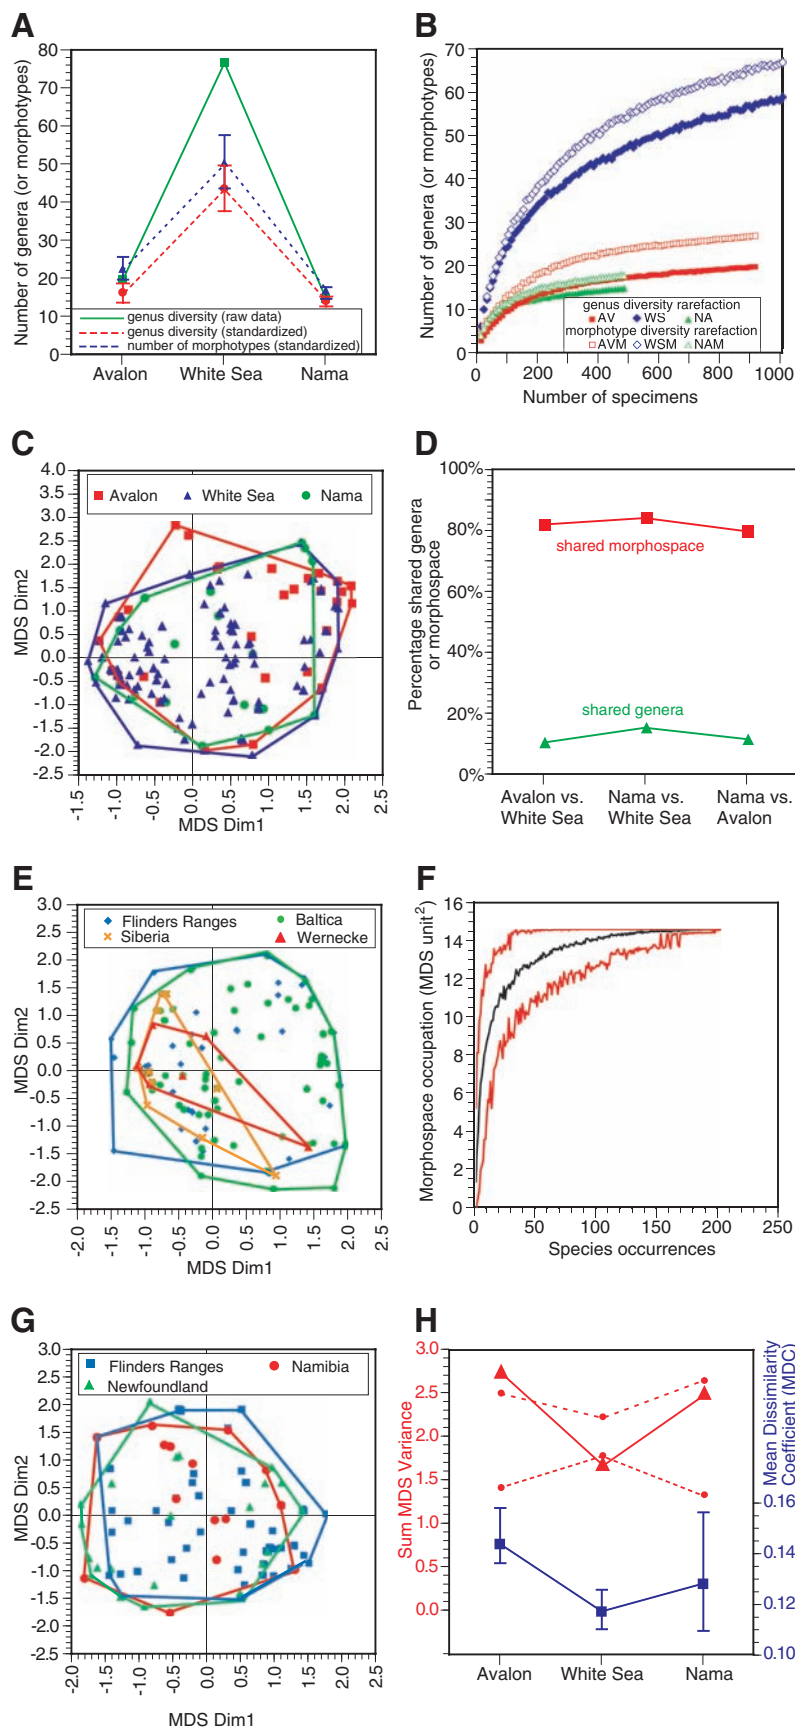 A
Number of genera (or morphotypes)
80
70
60
50
40
30
20
10
0
genus diversity (raw data)
genus diversity (standardized)
number of morphotypes (standardized)
Avalon
White Sea
Nama
B
Number of genera (or morphotypes)
70
60
50
40
30
20
10
0
genus diversity rarefaction
AV WS NA
morphotype diversity rarefaction
AVM WSM NAM
0 200 400 600 800 1000
Number of specimens
C
MDS Dim2
4.0
3.5
3.0
2.5
2.0
1.5
1.0
0.5
0.0
-0.5
-1.0
-1.5
-2.0
-2.5
Avalon White Sea Nama
-1.5 -1.0 -0.5 0.0 0.5 1.0 1.5 2.0 2.5
MDS Dim1
D
Percentage shared genera
or morphospace
100%
80%
60%
40%
20%
0%
shared morphospace
shared genera
Avalon vs.
White Sea
Nama vs.
White Sea
Nama vs.
Avalon
E
MDS Dim2
3.0
2.5
2.0
1.5
1.0
0.5
0.0
-0.5
-1.0
-1.5
-2.0
-2.5
Flinders Ranges Baltica
Siberia Wernecke
-2.0 -1.5 -1.0 -0.5 0.0 0.5 1.0 1.5 2.0 2.5
MDS Dim1
F
Morphospace occupation (MDS unit2)
16
14
12
10
8
6
4
2
0
0 50 100 150 200 250
Species occurrences
G
MDS Dim2
3.0
2.5
2.0
1.5
1.0
0.5
0.0
-0.5
-1.0
-1.5
-2.0
-2.5
Flinders Ranges Namibia
Newfoundland
-2.0 -1.5 -1.0 -0.5 0.0 0.5 1.0 1.5 2.0 2.5
MDS Dim1
H
Sum MDS Variance
3.0
2.5
2.0
1.5
1.0
0.5
0.0
Mean Dissimilarity
Coefficient (MDC)
0.16
0.14
0.12
0.10
Avalon White Sea Nama